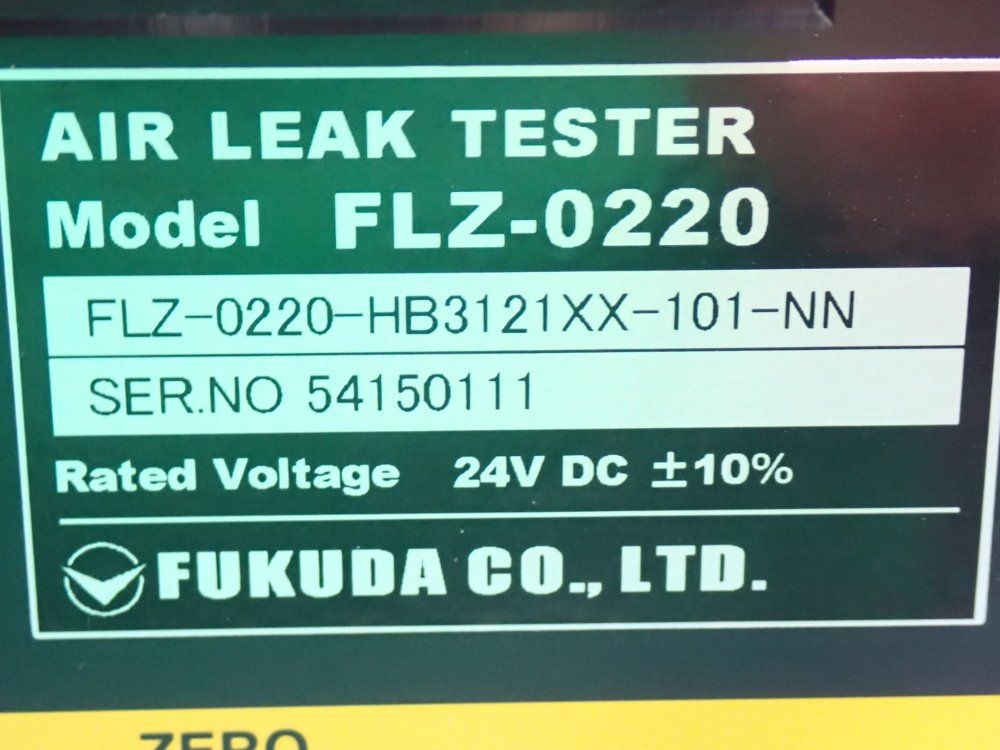 AIR LEAK TESTER
Model FLZ-0220
FLZ-0220-HB3121XX-101-NN
SER.NO 54150111
Rated Voltage 24V DC ±10%
FUKUDA CO., LTD.
ZERO